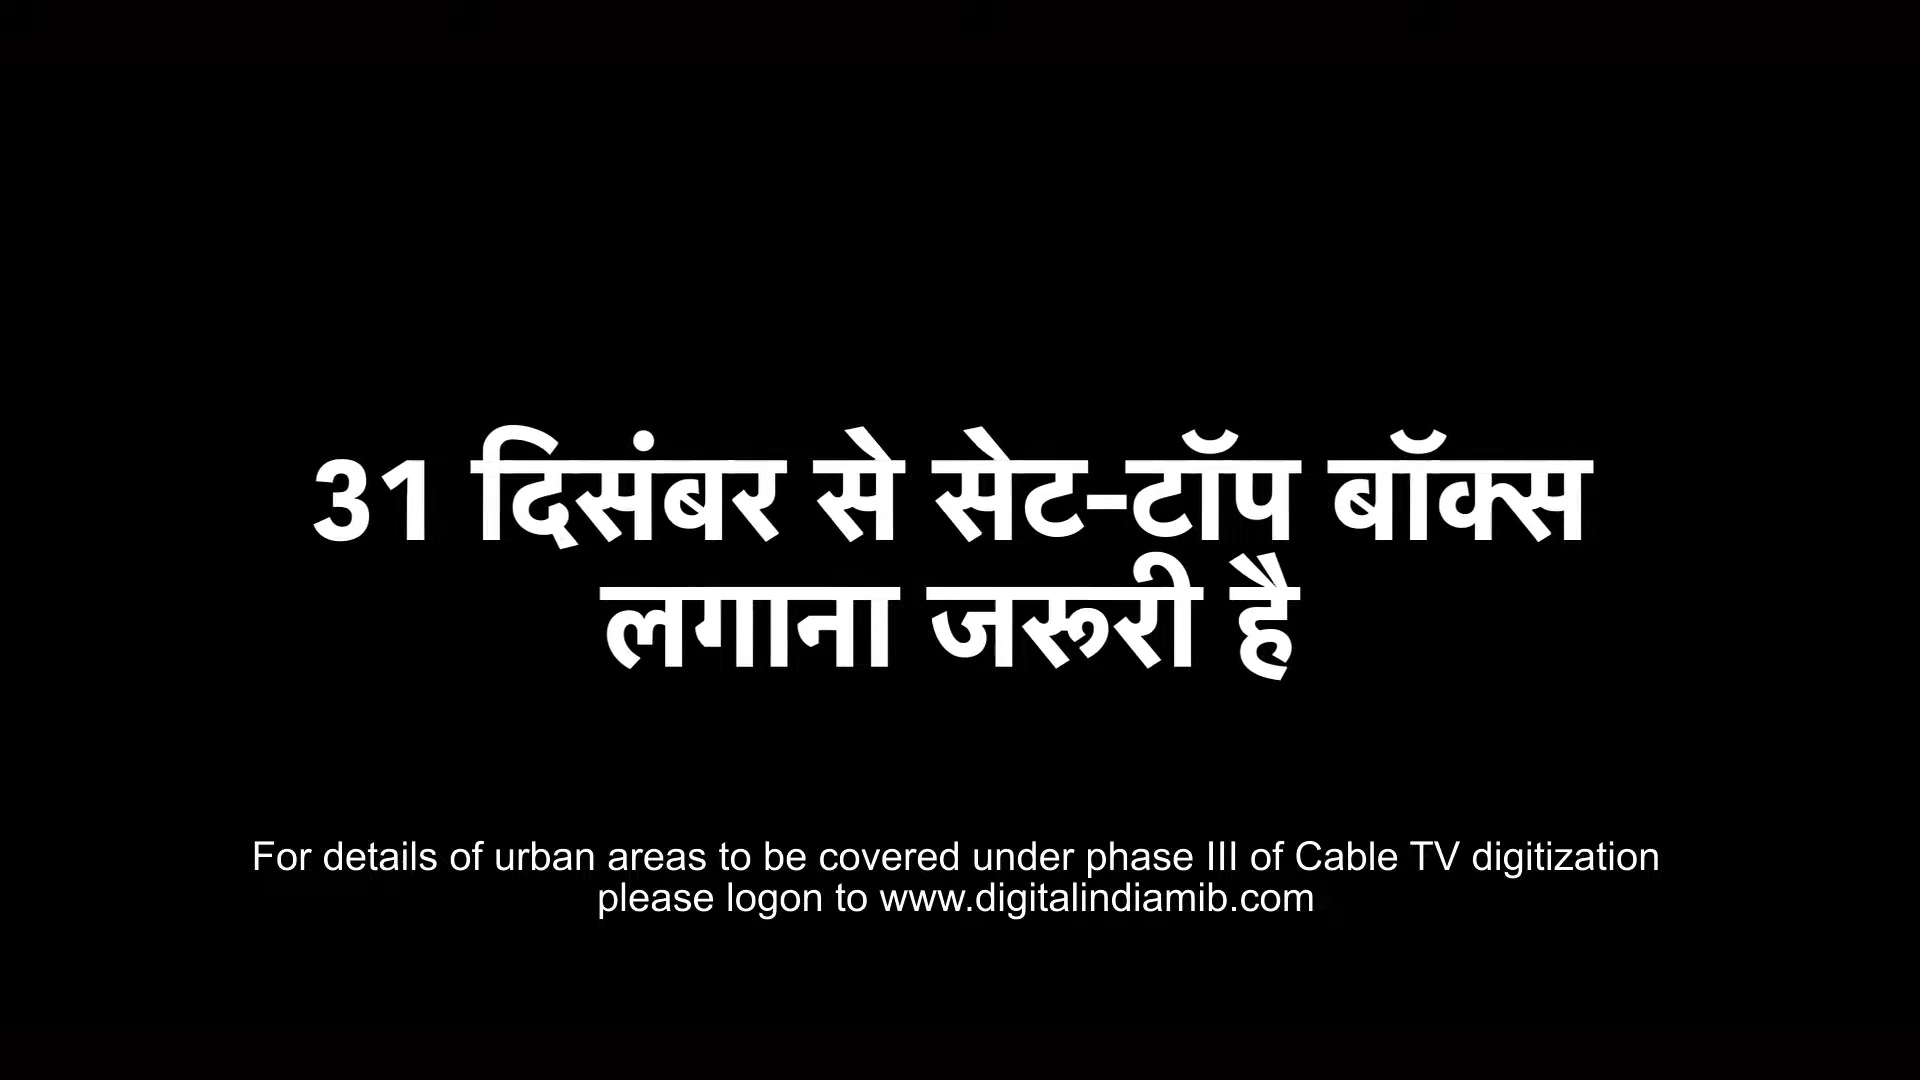 31 दिसंबर से सेट-टॉप बॉक्स
लगाना जरूरी है
For details of urban areas to be covered under phase III of Cable TV digitization
please logon to www.digitalindiamib.com